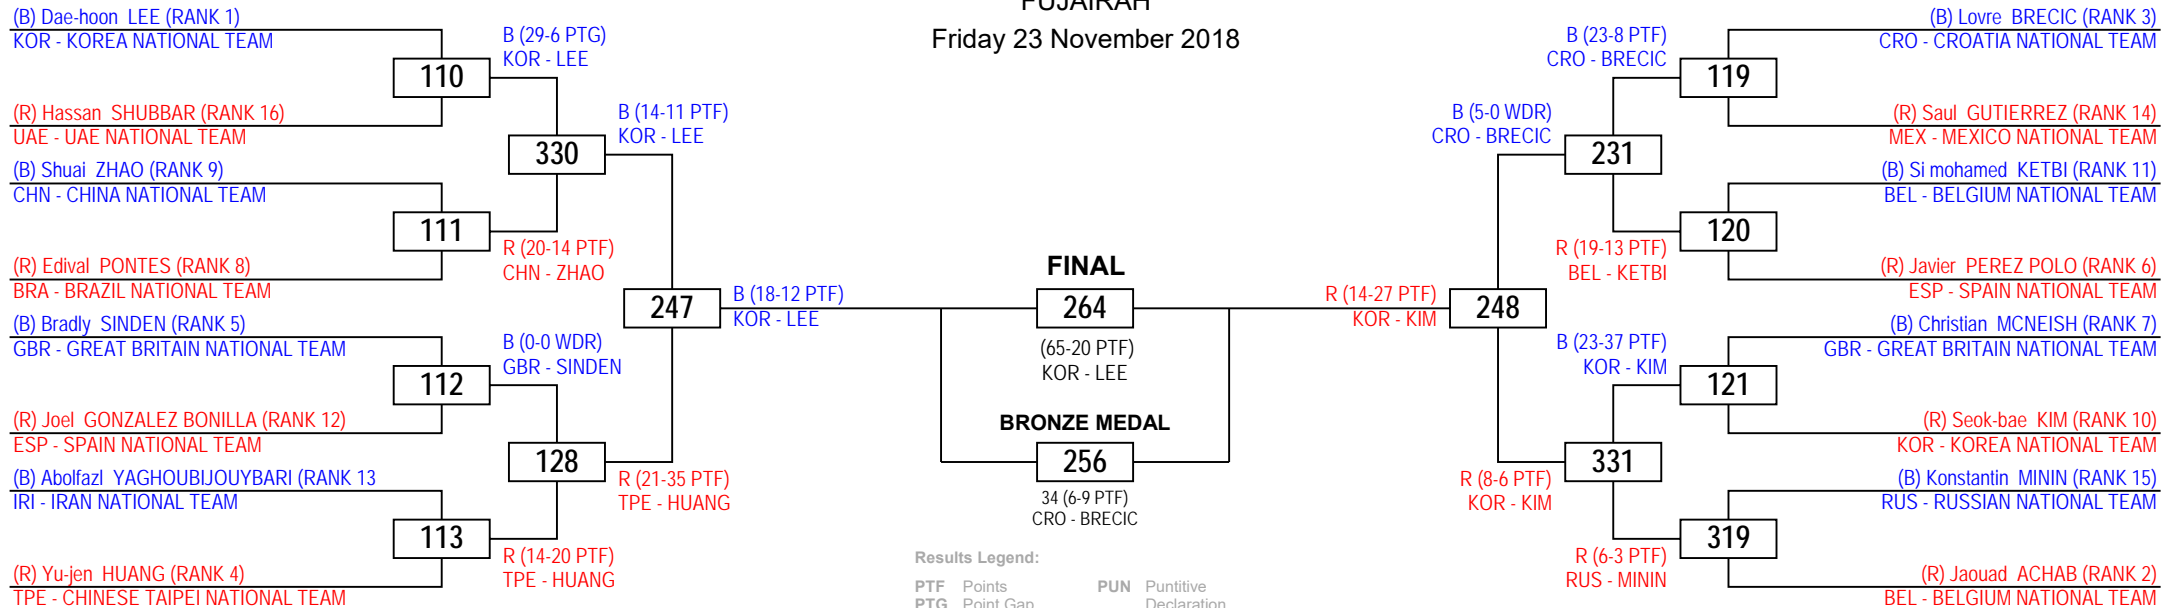 FUJAIRAH
Friday 23 November 2018
(B) Dae-hoon LEE (RANK 1)
KOR - KOREA NATIONAL TEAM
110
(R) Hassan SHUBBAR (RANK 16)
UAE - UAE NATIONAL TEAM
B (29-6 PTG)
KOR - LEE
330
(B) Shuai ZHAO (RANK 9)
CHN - CHINA NATIONAL TEAM
111
(R) Edival PONTES (RANK 8)
BRA - BRAZIL NATIONAL TEAM
R (20-14 PTF)
CHN - ZHAO
B (14-11 PTF)
KOR - LEE
247
(B) Bradly SINDEN (RANK 5)
GBR - GREAT BRITAIN NATIONAL TEAM
112
(R) Joel GONZALEZ BONILLA (RANK 12)
ESP - SPAIN NATIONAL TEAM
B (0-0 WDR)
GBR - SINDEN
128
(B) Abolfazl YAGHOUBIJOUYBARI (RANK 13
IRI - IRAN NATIONAL TEAM
113
(R) Yu-jen HUANG (RANK 4)
TPE - CHINESE TAIPEI NATIONAL TEAM
R (14-20 PTF)
TPE - HUANG
R (21-35 PTF)
TPE - HUANG
B (18-12 PTF)
KOR - LEE
FINAL
264
(65-20 PTF)
KOR - LEE
BRONZE MEDAL
256
34 (6-9 PTF)
CRO - BRECIC
Results Legend:
PTF Points PUN Puntitive
PTG Point Gap Declaration
R (14-27 PTF)
KOR - KIM
248
B (5-0 WDR)
CRO - BRECIC
231
B (23-8 PTF)
CRO - BRECIC
(B) Lovre BRECIC (RANK 3)
CRO - CROATIA NATIONAL TEAM
119
(R) Saul GUTIERREZ (RANK 14)
MEX - MEXICO NATIONAL TEAM
(B) Si mohamed KETBI (RANK 11)
BEL - BELGIUM NATIONAL TEAM
120
R (19-13 PTF)
BEL - KETBI
(R) Javier PEREZ POLO (RANK 6)
ESP - SPAIN NATIONAL TEAM
B (23-37 PTF)
KOR - KIM
(B) Christian MCNEISH (RANK 7)
GBR - GREAT BRITAIN NATIONAL TEAM
121
(R) Seok-bae KIM (RANK 10)
KOR - KOREA NATIONAL TEAM
331
R (8-6 PTF)
KOR - KIM
(B) Konstantin MININ (RANK 15)
RUS - RUSSIAN NATIONAL TEAM
319
R (6-3 PTF)
RUS - MININ
(R) Jaouad ACHAB (RANK 2)
BEL - BELGIUM NATIONAL TEAM